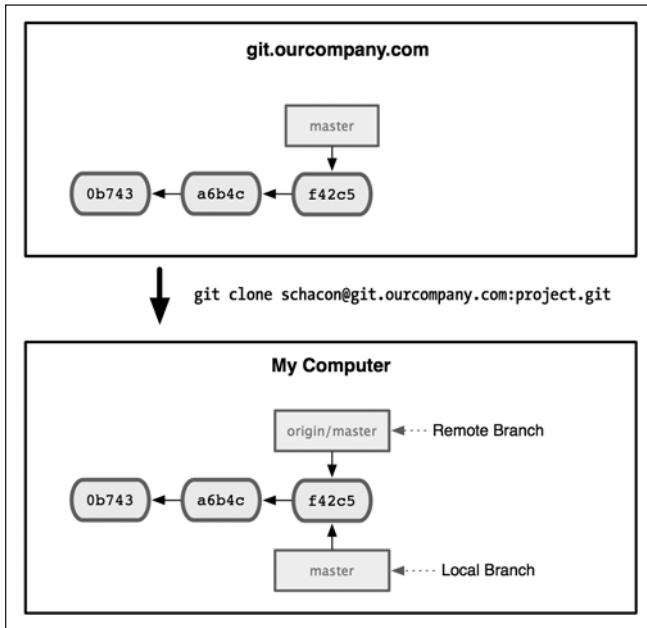 git.ourcompany.com
master
0b743 a6b4c f42c5
git clone schacon@git.ourcompany.com:project.git
My Computer
origin/master Remote Branch
0b743 a6b4c f42c5
master Local Branch